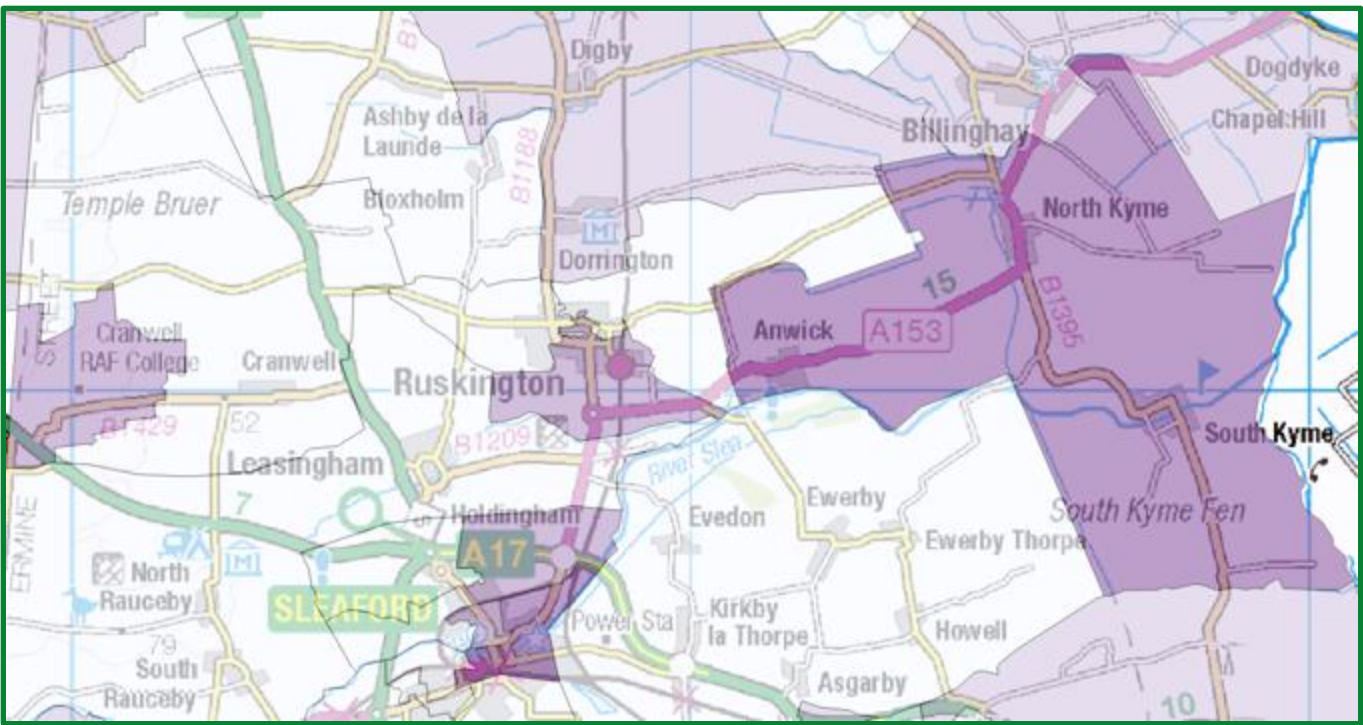 B1
Digby
Dogdyke
Ashby de la
Launde
Chapel Hill
Billinghay
B1188
Temple Bruer
Bloxholm
North Kyme
Dorrington
15
B1395
Cranwell
RAF College
Cranwell
Anwick
A153
Ruskington
B1429
52
B1209
South Kyme
Leasingham
River Slea
7
Ewerby
Holdingham
Evedon
South Kyme Fen
ERMINE
A17
Ewerby Thorpe
North
Rauceby
SLEAFORD
Power Sta
Kirkby
la Thorpe
Howell
79
South
Rauceby
Asgarby
10